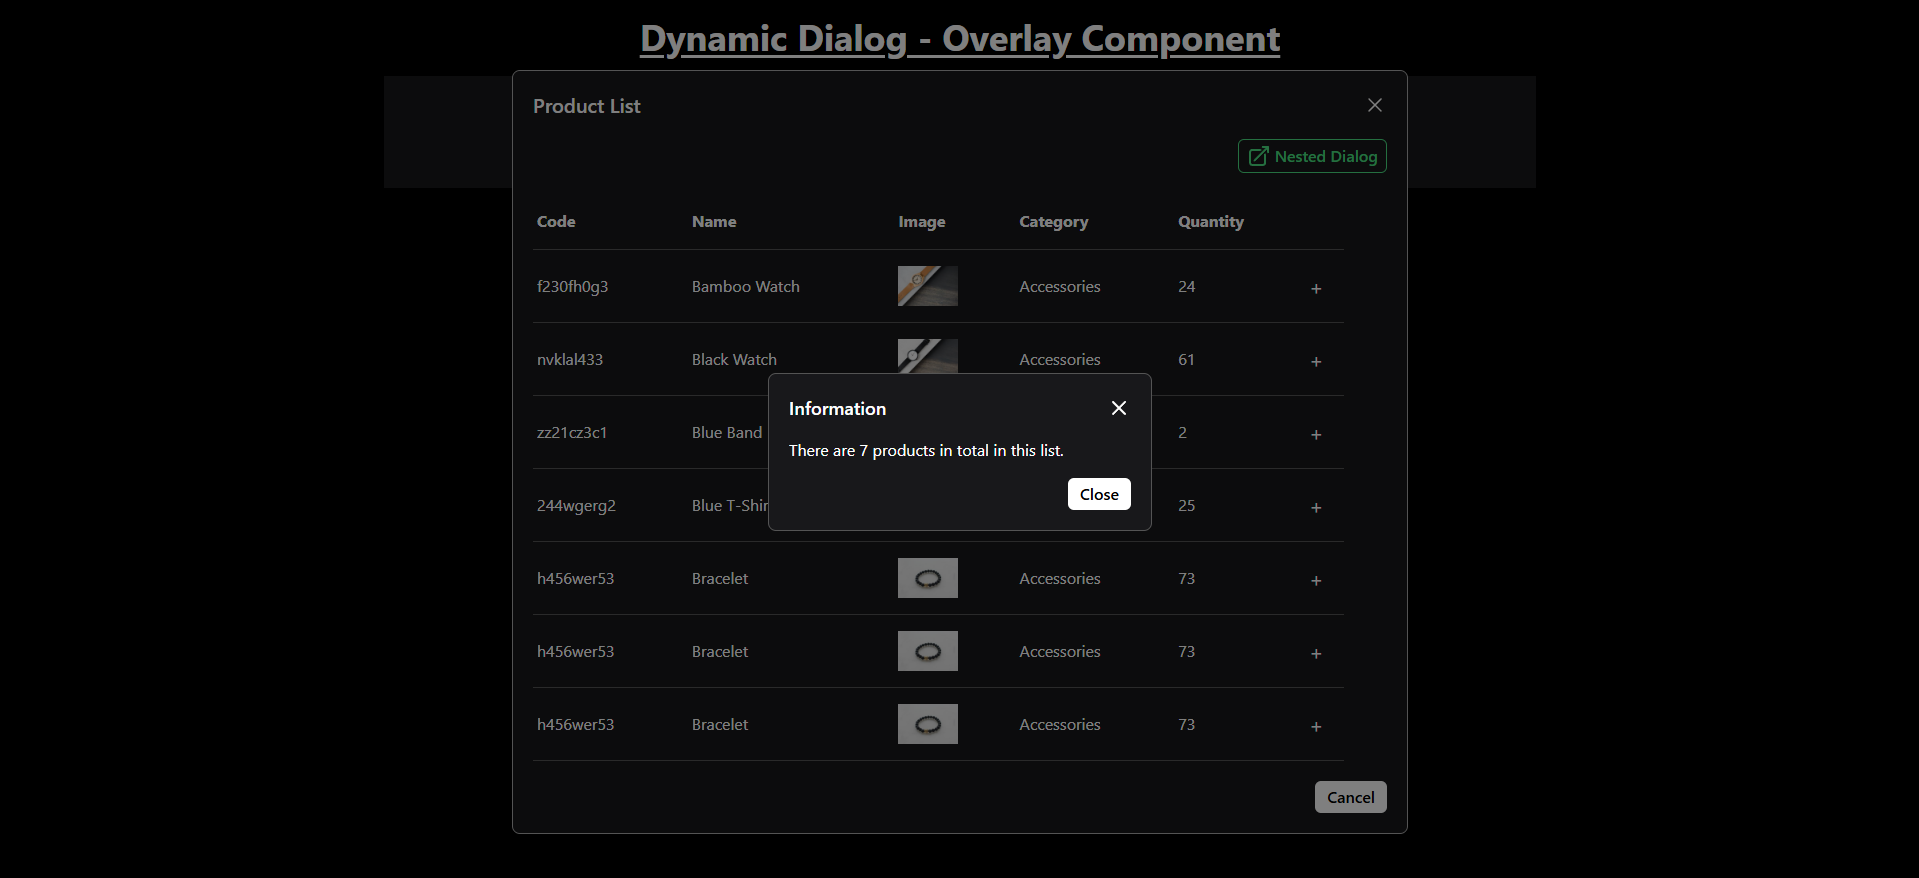 Dynamic Dialog - Overlay Component
Product List
Nested Dialog
Code Name Image Category Quantity
f230fh0g3 Bamboo Watch Accessories 24 +
nvklal433 Black Watch Accessories 61 +
Information
zz21cz3c1 Blue Band 2 +
There are 7 products in total in this list.
Close
244wgerg2 Blue T-Shir 25 +
h456wer53 Bracelet Accessories 73 +
h456wer53 Bracelet Accessories 73 +
h456wer53 Bracelet Accessories 73 +
Cancel